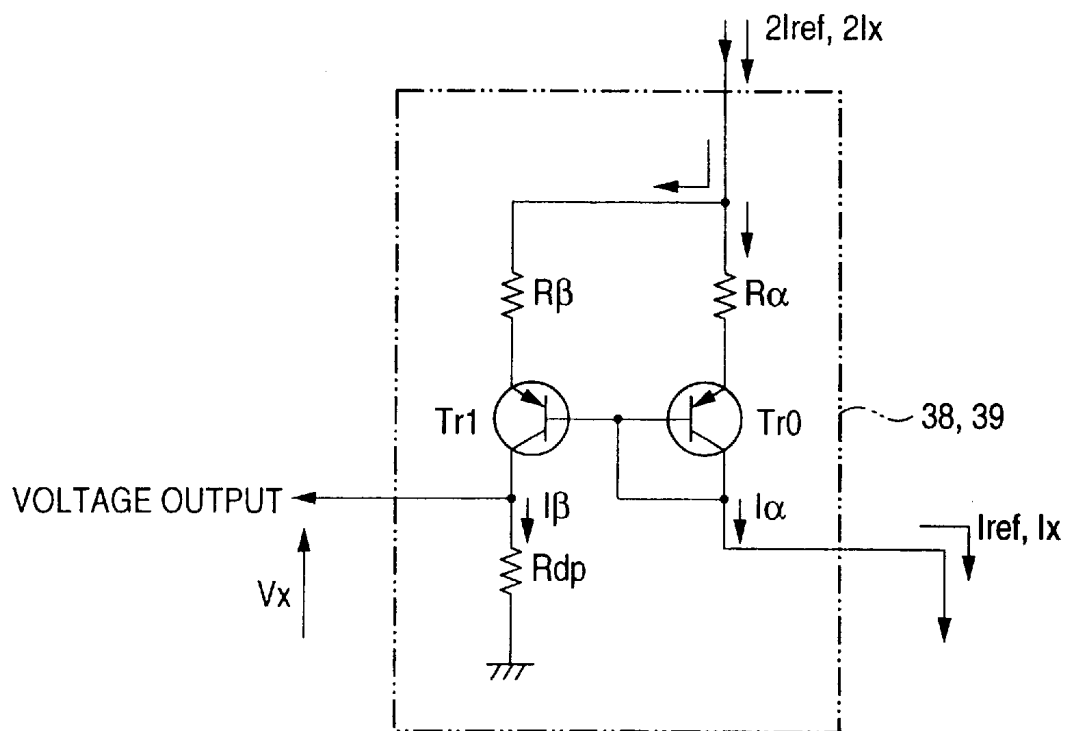 2Iref, 2Ix
Rβ
Rα
Tr1
Tr0
38, 39
VOLTAGE OUTPUT
Iβ
Iα
Iref, Ix
Rdp
Vx